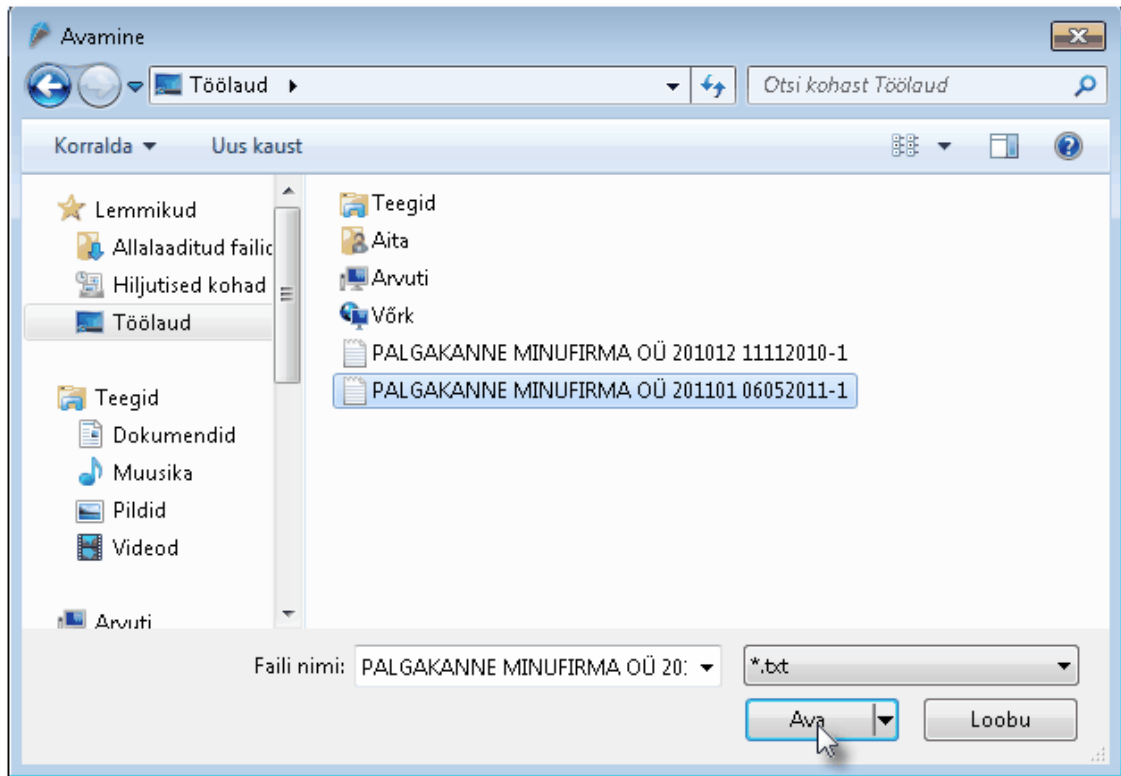 Avamine
Töölaud
Otsi kohast Töölaud
Korralda
Uus kaust
Lemmikud
Allalaaditud failid
Hiljutised kohad
Töölaud
Teegid
Dokumendid
Muusika
Pildid
Videod
Arvuti
Teegid
Aita
Arvuti
Võrk
PALGAKANNE MINUFIRMA OÜ 201012 11112010-1
PALGAKANNE MINUFIRMA OÜ 201101 06052011-1
Faili nimi: PALGAKANNE MINUFIRMA OÜ 20
*.txt
Ava
Loobu